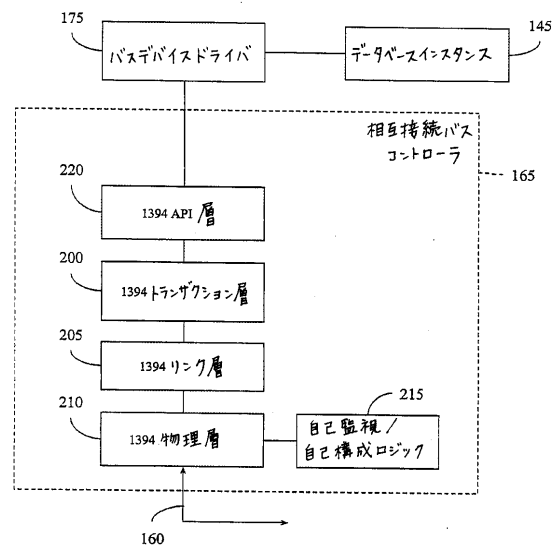 175
バスデバイスドライバ
データベースインスタンス
145
相互接続バス
コントローラ
165
220
1394 API 層
200
1394 トランザクション層
205
1394 リンク層
210
1394 物理層
215
自己監視/
自己構成ロジック
160